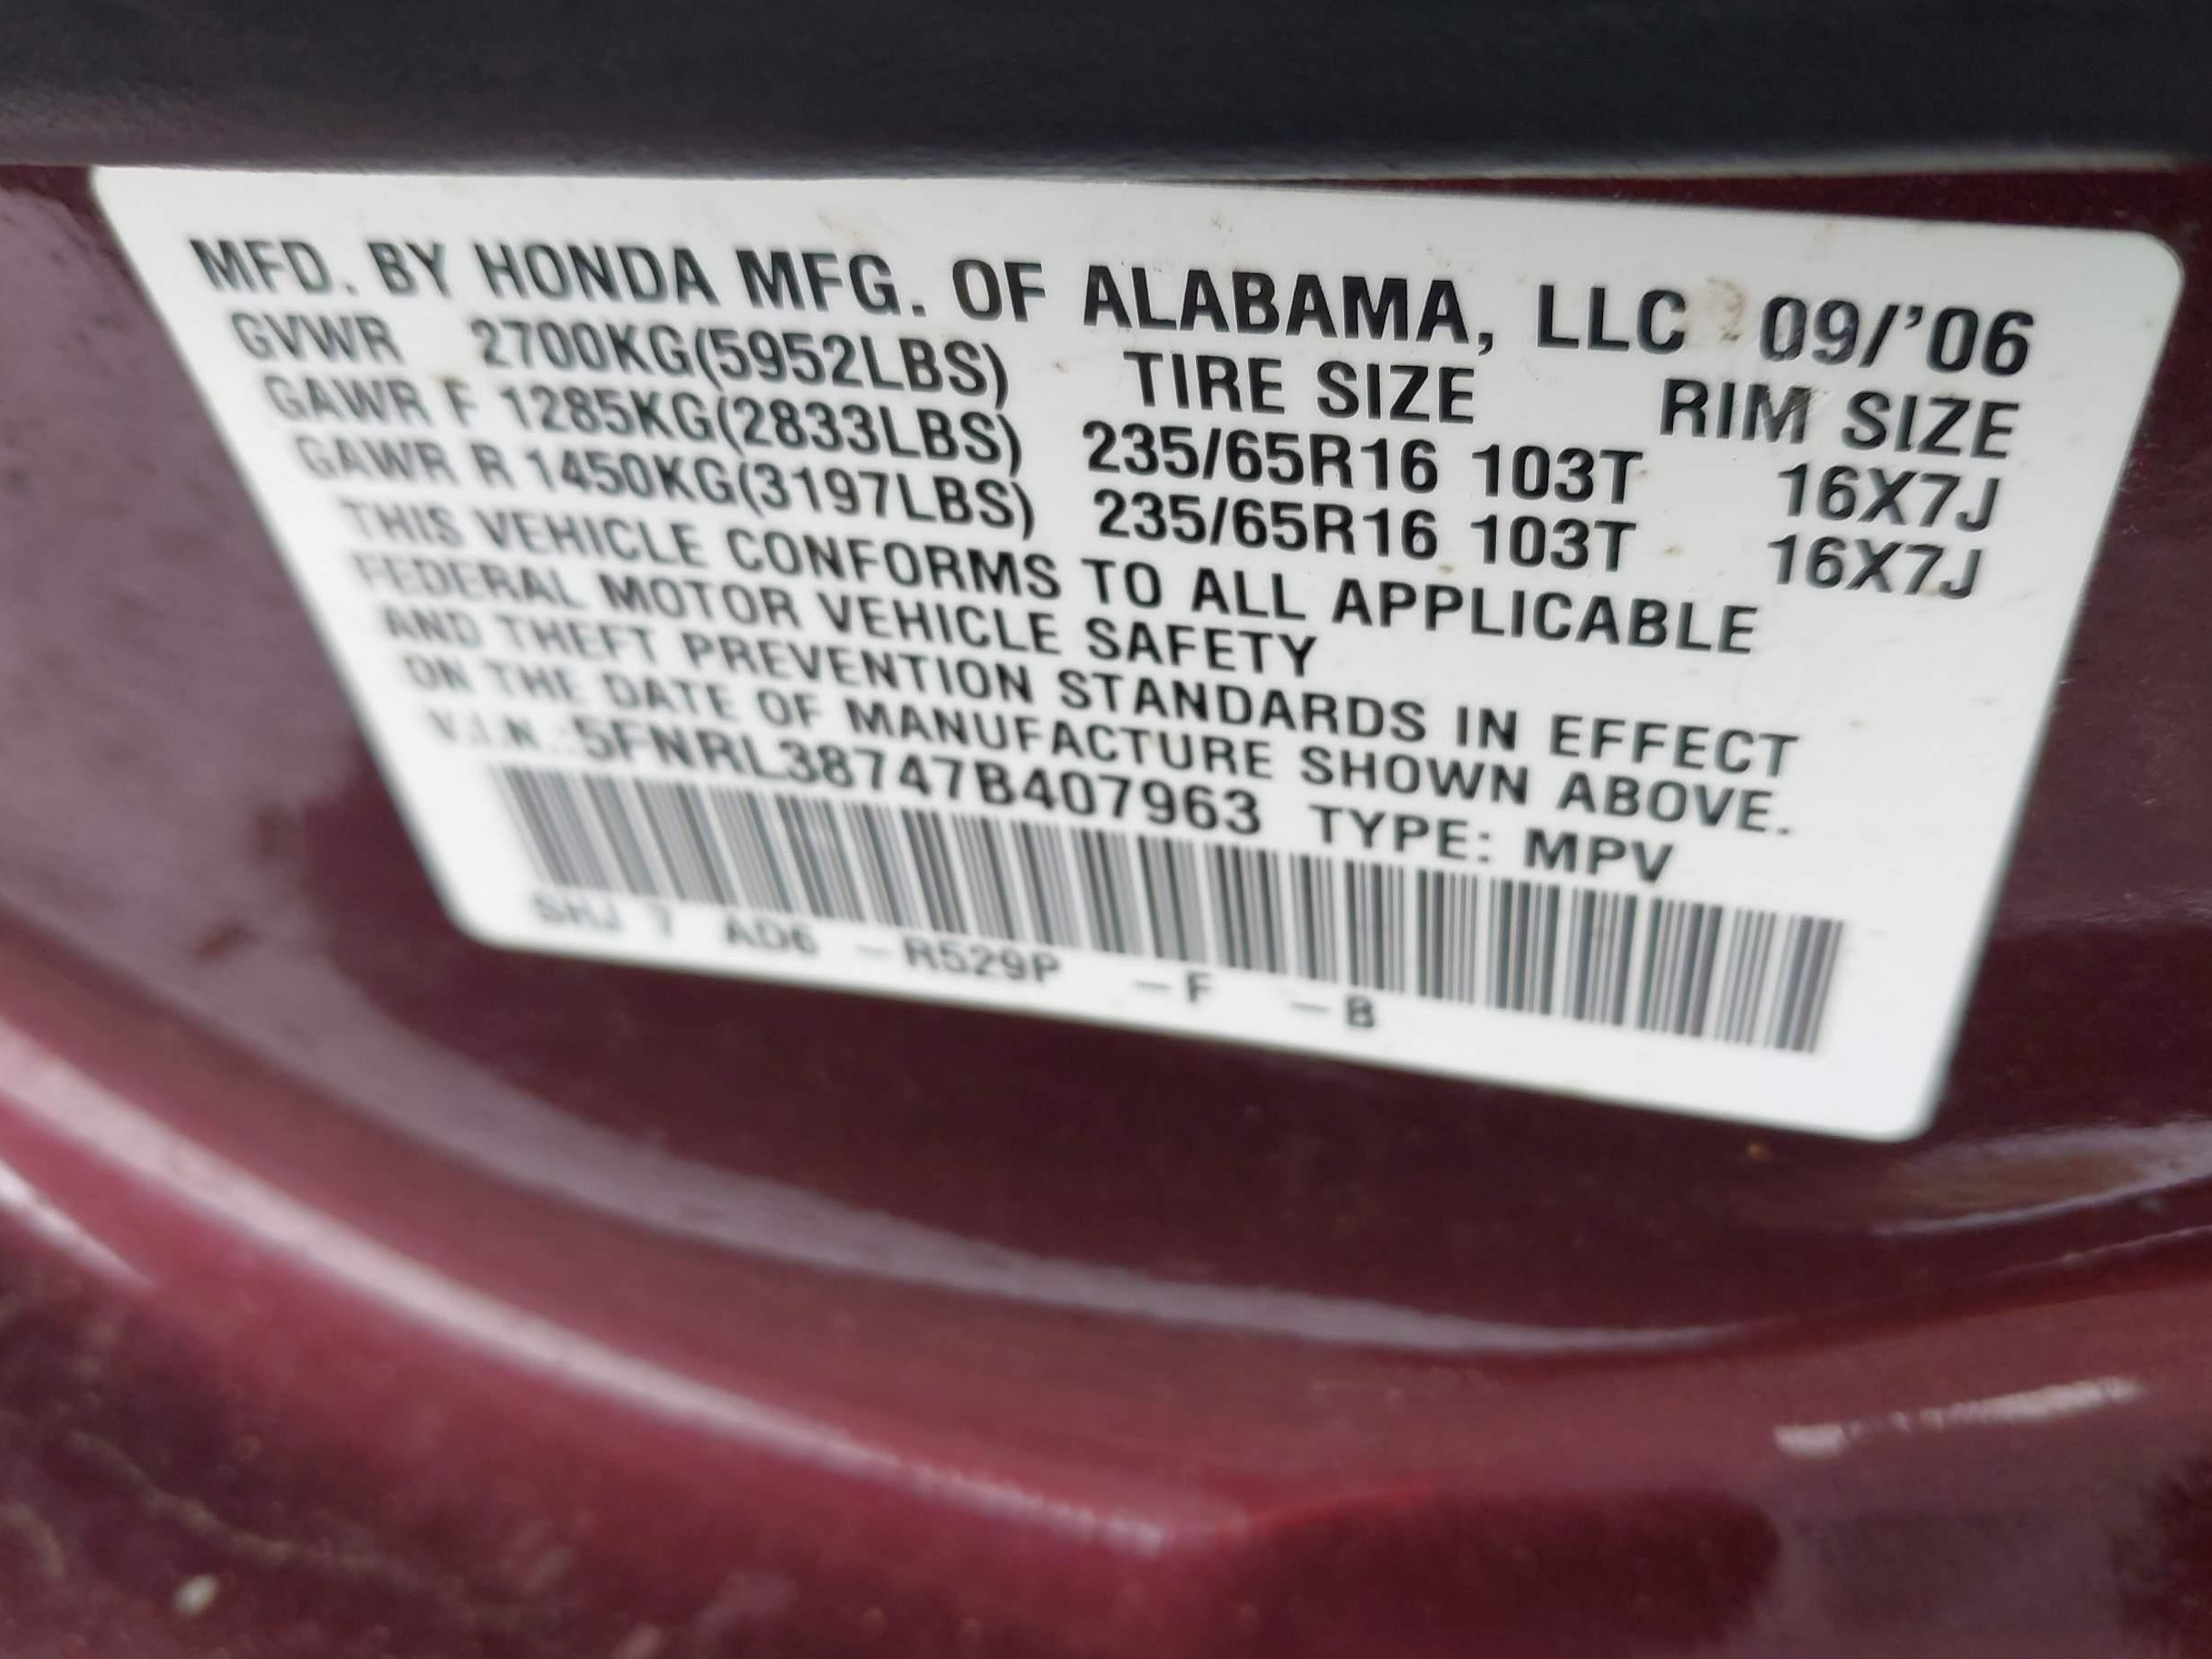 MFD. BY HONDA MFG. OF ALABAMA, LLC 09/'06
GVWR 2700KG(5952LBS) TIRE SIZE RIM SIZE
GAWR F 1285KG(2833LBS) 235/65R16 103T 16X7J
GAWR R 1450KG(3197LBS) 235/65R16 103T 16X7J
THIS VEHICLE CONFORMS TO ALL APPLICABLE
FEDERAL MOTOR VEHICLE SAFETY
AND THEFT PREVENTION STANDARDS IN EFFECT
ON THE DATE OF MANUFACTURE SHOWN ABOVE.
V.I.N.:5FNRL38747B407963 TYPE: MPV
SHJ 7 AD6 -R529P -F -B